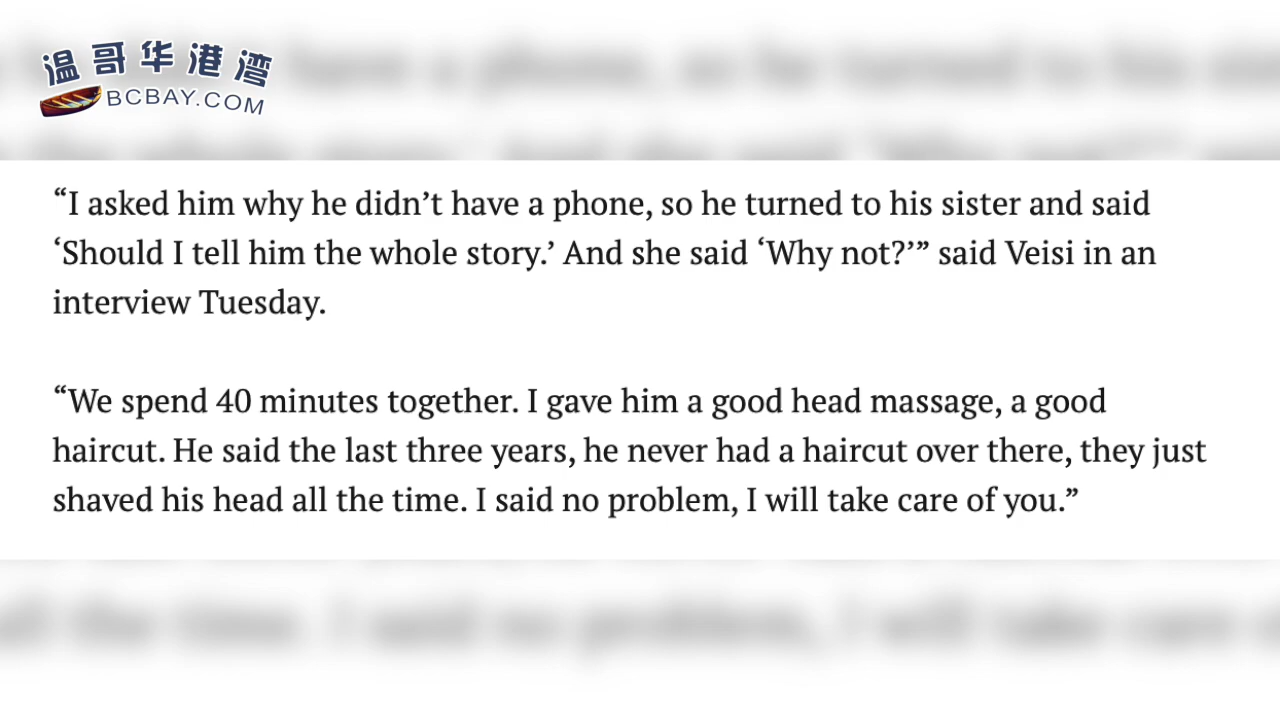 温哥华港湾
BCBAY.COM
“I asked him why he didn’t have a phone, so he turned to his sister and said
‘Should I tell him the whole story.’ And she said ‘Why not?’” said Veisi in an
interview Tuesday.
“We spend 40 minutes together. I gave him a good head massage, a good
haircut. He said the last three years, he never had a haircut over there, they just
shaved his head all the time. I said no problem, I will take care of you.”